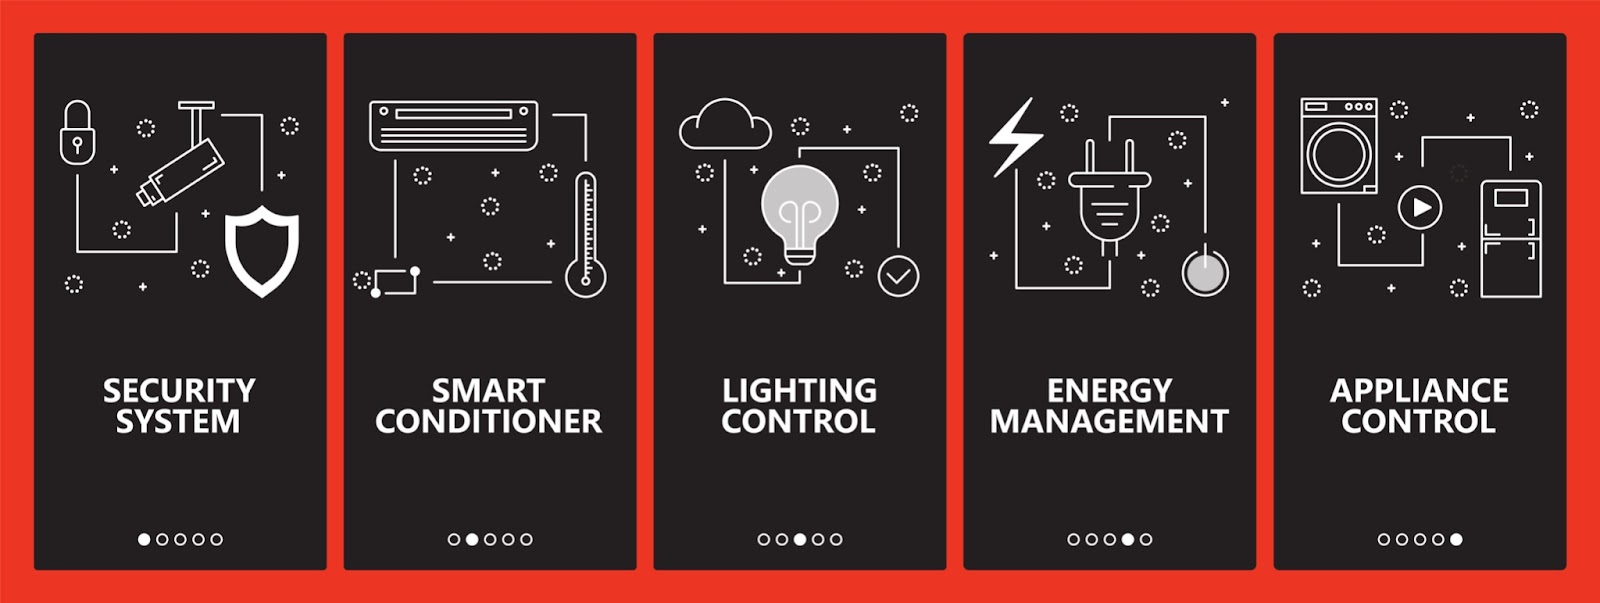 SECURITY
SYSTEM
SMART
CONDITIONER
LIGHTING
CONTROL
ENERGY
MANAGEMENT
APPLIANCE
CONTROL